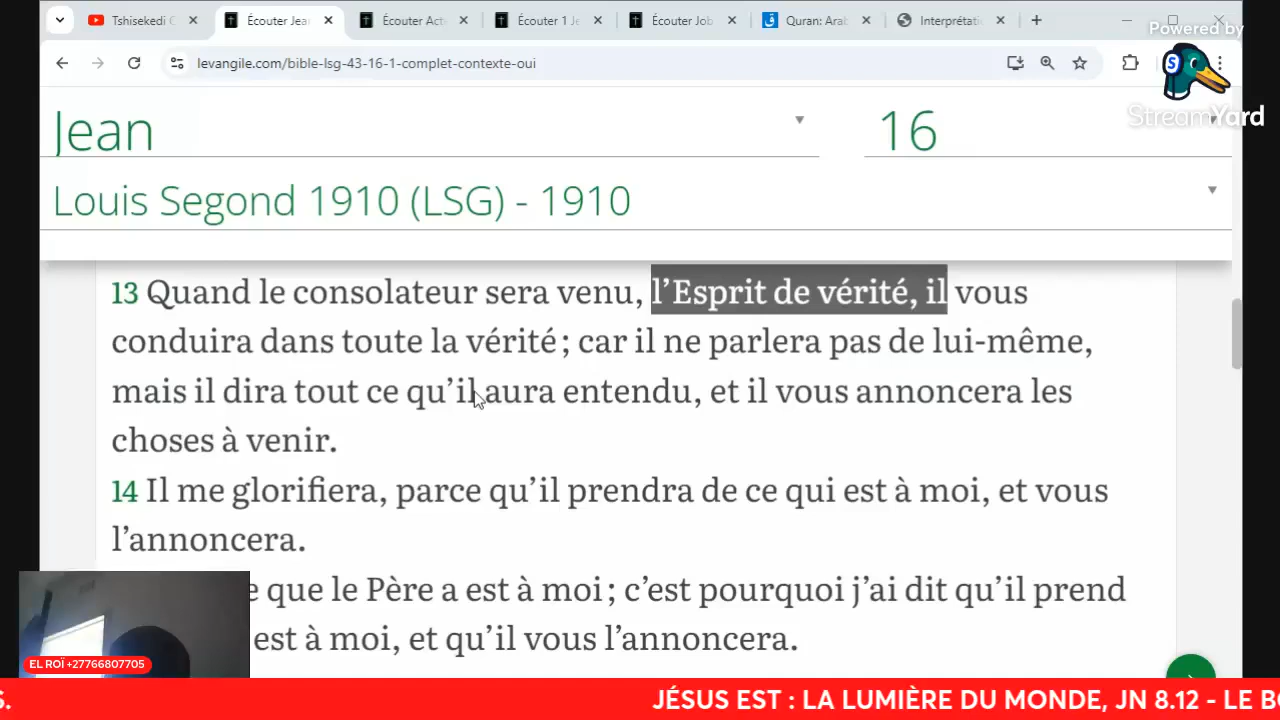 Tshisekedi C
Écouter Jea
Écouter Act
Écouter 1 Je
Écouter Job
Quran: Arab
Interprétati
Powered by
levangile.com/bible-lsg-43-16-1-complet-contexte-oui
StreamYard
Jean
16
Louis Segond 1910 (LSG) - 1910
13 Quand le consolateur sera venu, l’Esprit de vérité, il vous
conduira dans toute la vérité ; car il ne parlera pas de lui-même,
mais il dira tout ce qu’il aura entendu, et il vous annoncera les
choses à venir.
14 Il me glorifiera, parce qu’il prendra de ce qui est à moi, et vous
l’annoncera.
e que le Père a est à moi ; c’est pourquoi j’ai dit qu’il prend
est à moi, et qu’il vous l’annoncera.
EL ROÏ +27766807705
S. JÉSUS EST : LA LUMIÈRE DU MONDE, JN 8.12 - LE B